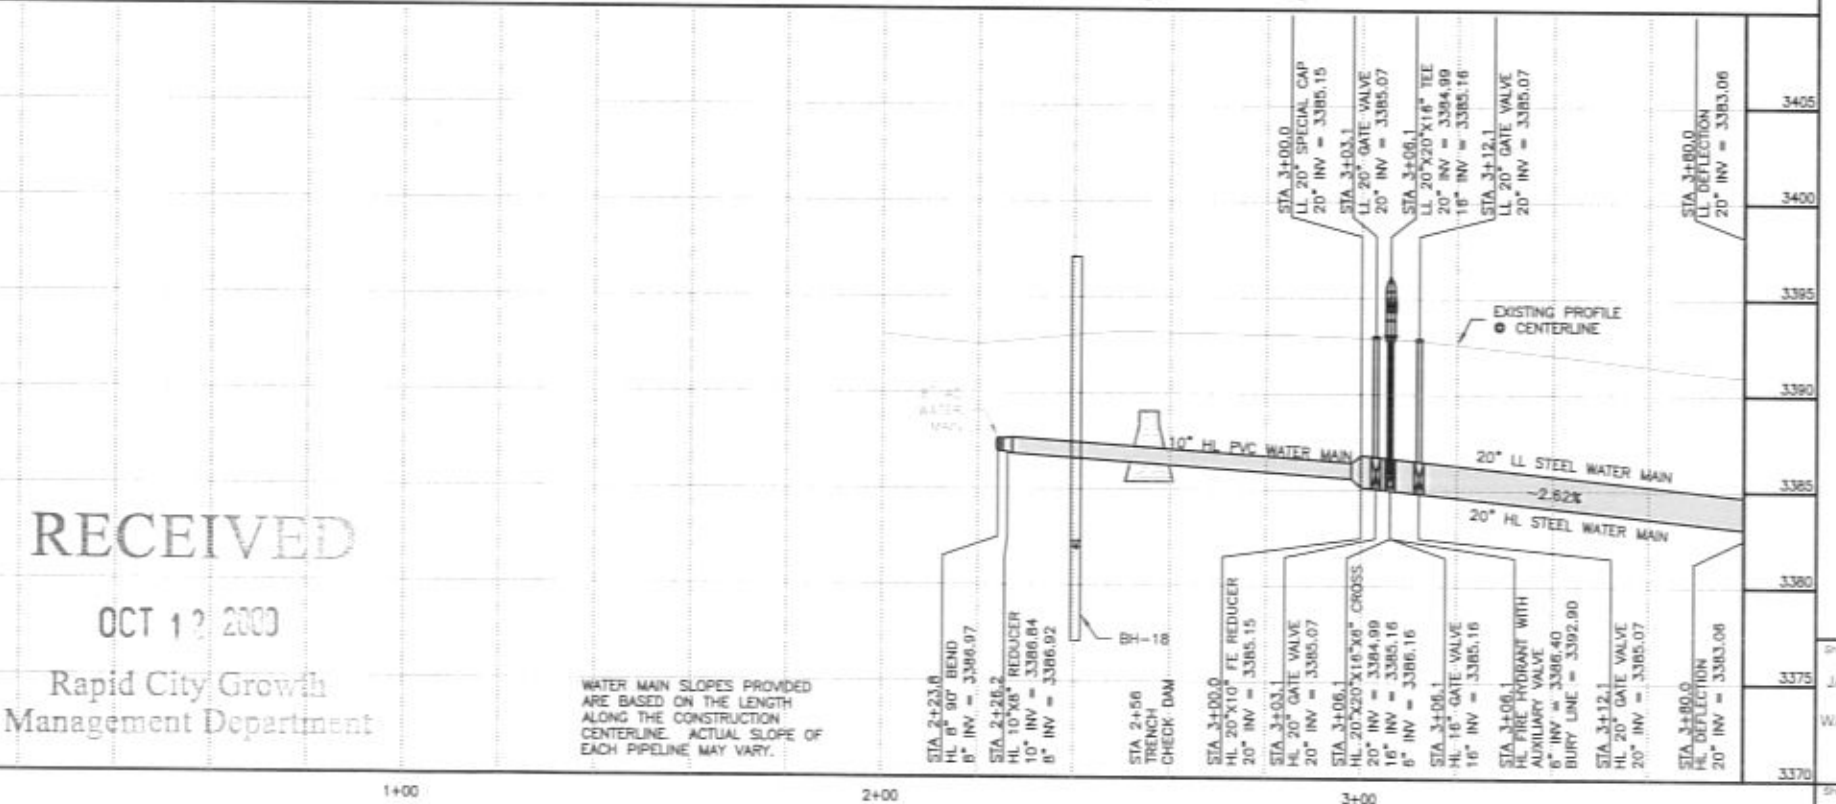 STA 3+00.0
LL 20" SPECIAL CAP
20" INV = 3385.15
STA 3+03.1
LL 20" GATE VALVE
20" INV = 3385.07
STA 3+06.1
LL 20"X20"X16" TEE
20" INV = 3384.99
16" INV = 3385.16
STA 3+12.1
LL 20" GATE VALVE
20" INV = 3385.07
STA 3+80.0
LL DEFLECTION
20" INV = 3383.06
3405
3400
3395
EXISTING PROFILE
@ CENTERLINE
3390
WATER
MAIN
10" HL PVC WATER MAIN
20" LL STEEL WATER MAIN
-2.62%
20" HL STEEL WATER MAIN
3385
3380
3375
3370
RECEIVED
OCT 12
Rapid City Growth
Management Department
WATER MAIN SLOPES PROVIDED
ARE BASED ON THE LENGTH
ALONG THE CONSTRUCTION
CENTERLINE. ACTUAL SLOPE OF
EACH PIPELINE MAY VARY.
STA 2+23.8
HL 8" 90° BEND
8" INV = 3386.97
STA 2+26.2
HL 10"X8" REDUCER
10" INV = 3386.84
8" INV = 3386.92
BH-18
STA 2+56
TRENCH
CHECK DAM
STA 3+00.0
HL 20"X10" FE REDUCER
20" INV = 3385.15
STA 3+03.1
HL 20" GATE VALVE
20" INV = 3385.07
STA 3+06.1
HL 20"X20"X16"X6" CROSS
20" INV = 3384.99
16" INV = 3385.16
6" INV = 3386.16
STA 3+06.1
HL 16" GATE VALVE
16" INV = 3385.16
STA 3+06.1
HL FIRE HYDRANT WITH
AUXILIARY VALVE
6" INV = 3386.40
BURY LINE = 3392.90
STA 3+12.1
HL 20" GATE VALVE
20" INV = 3385.07
STA 3+80.0
HL DEFLECTION
20" INV = 3383.06
1+00
2+00
3+00